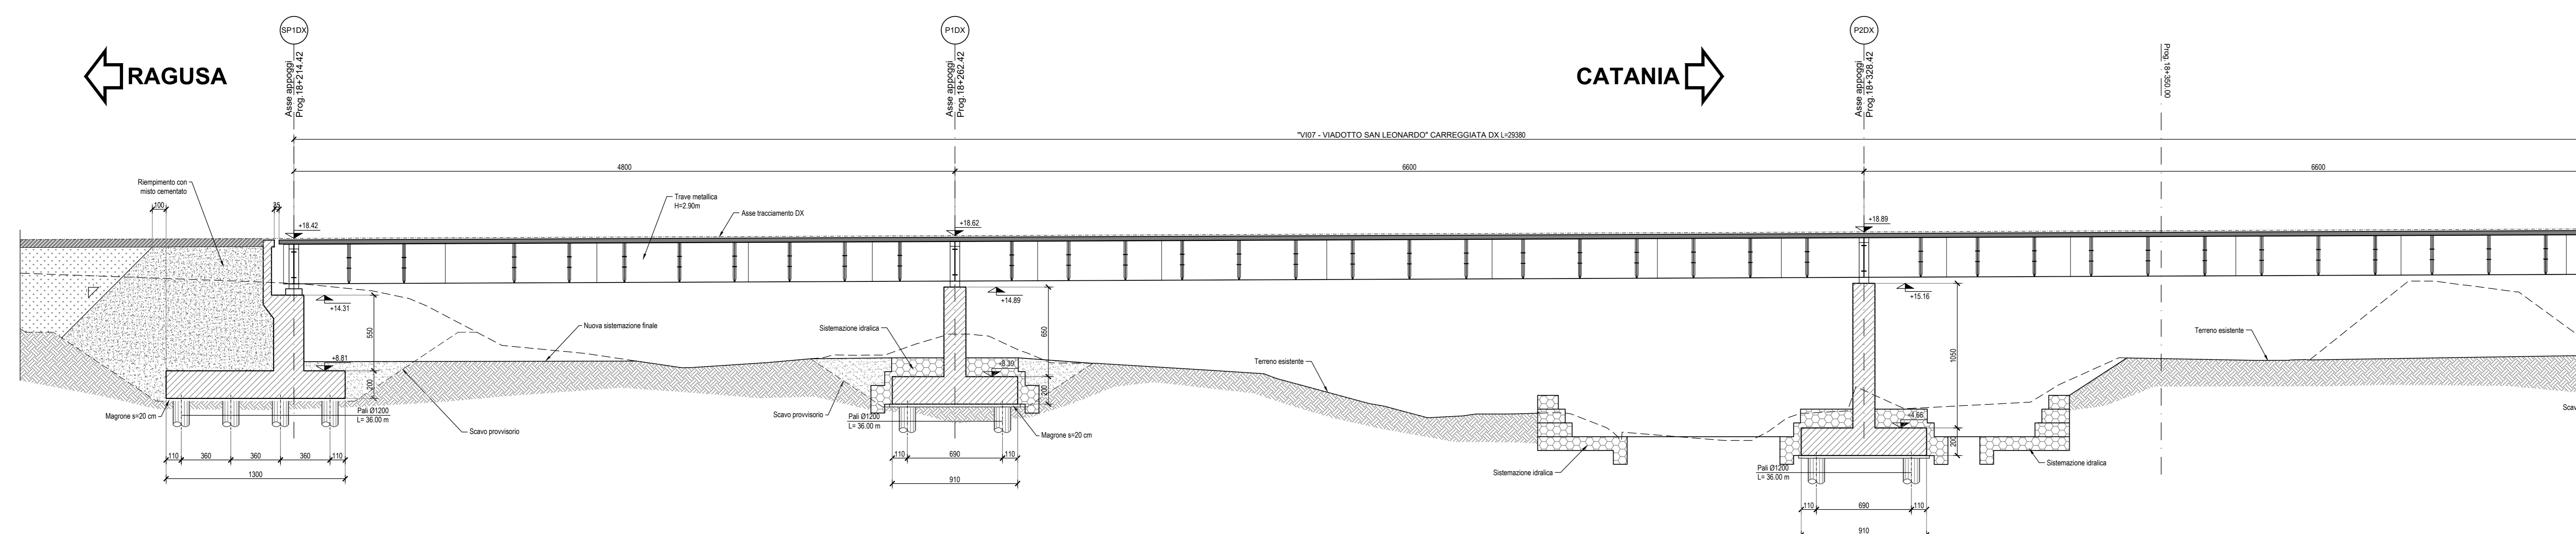 SP1DX
P1DX
P2DX
Asse appoggi
Prog.18+214.42
Asse appoggi
Prog.18+262.42
Asse appoggi
Prog.18+328.42
Prog.18+350.00
RAGUSA
CATANIA
"VI07 - VIADOTTO SAN LEONARDO" CARREGGIATA DX L=29380
4800
6600
6600
Riempimento con
misto cementato
100
35
Trave metallica
H=2.90m
Asse tracciamento DX
+18.42
+18.62
+18.89
+14.31
+14.89
+15.16
550
650
1050
Nuova sistemazione finale
Sistemazione idralica
Terreno esistente
Terreno esistente
+8.81
+8.39
+4.66
200
200
200
Magrone s=20 cm
Pali Ø1200
L= 36.00 m
Scavo provvisorio
Scavo provvisorio
Pali Ø1200
L= 36.00 m
Magrone s=20 cm
Sistemazione idralica
Pali Ø1200
L= 36.00 m
Sistemazione idralica
110
360
360
360
110
1300
110
690
110
910
110
690
110
910